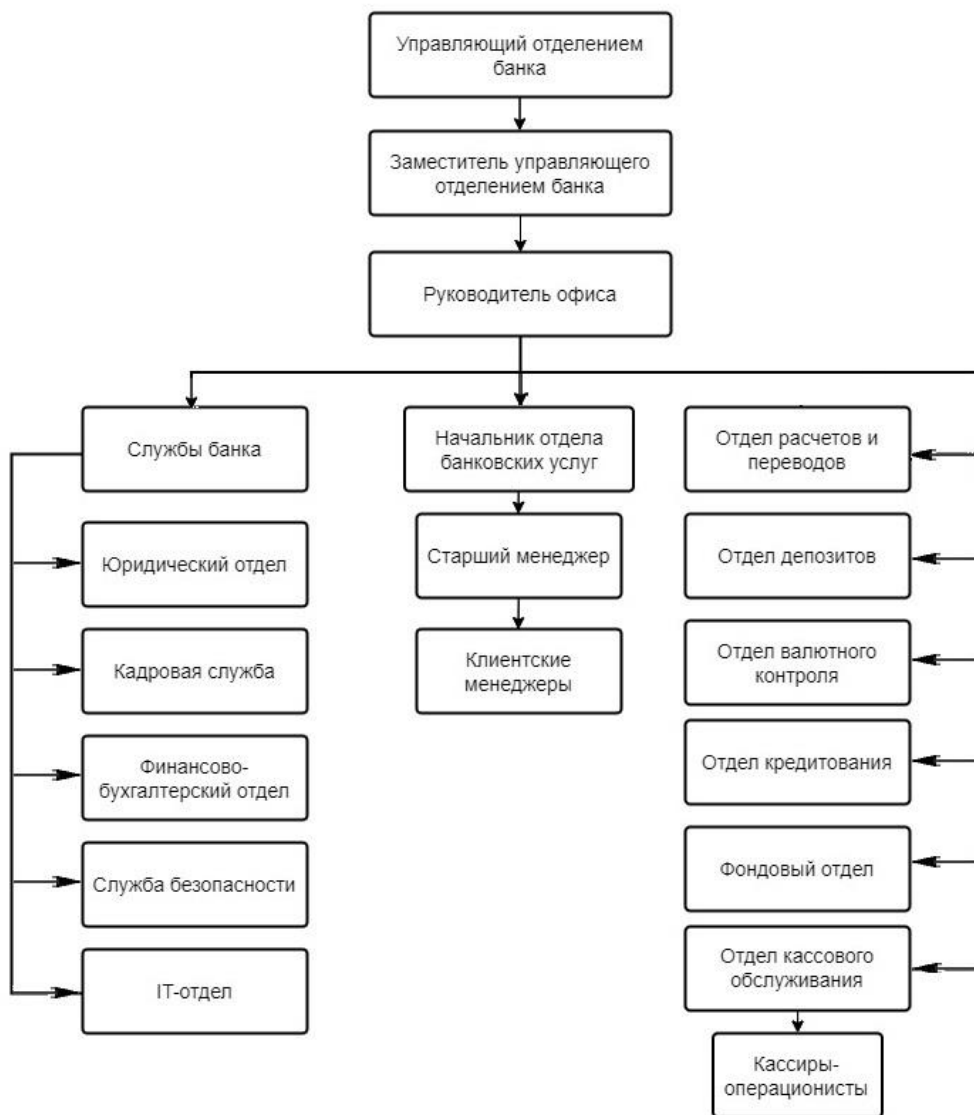 Управляющий отделением
банка
Заместитель управляющего
отделением банка
Руководитель офиса
Службы банка
Юридический отдел
Кадровая служба
Финансово-
бухгалтерский отдел
Служба безопасности
IT-отдел
Начальник отдела
банковских услуг
Старший менеджер
Клиентские
менеджеры
Отдел расчетов и
переводов
Отдел депозитов
Отдел валютного
контроля
Отдел кредитования
Фондовый отдел
Отдел кассового
обслуживания
Кассиры-
операционисты